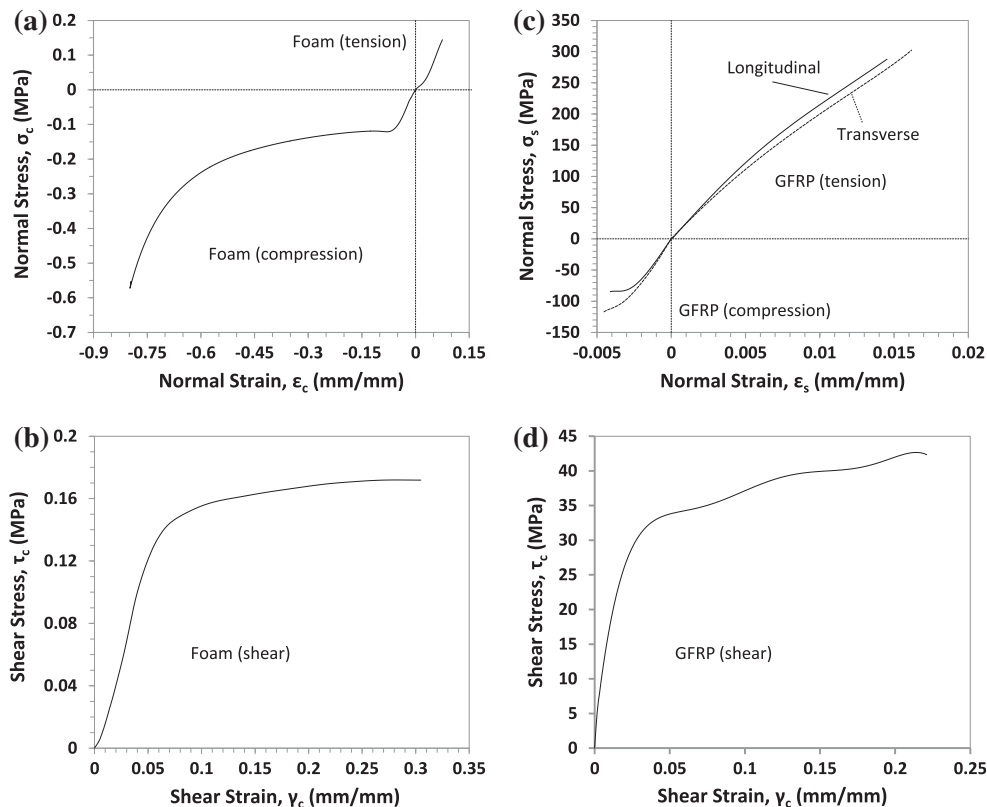 (a)
0.2
0.1
0
-0.1
-0.2
-0.3
-0.4
-0.5
-0.6
-0.7
Normal Stress, σc (MPa)
Foam (tension)
Foam (compression)
-0.9 -0.75 -0.6 -0.45 -0.3 -0.15 0 0.15
Normal Strain, εc (mm/mm)
(c)
350
300
250
200
150
100
50
0
-50
-100
-150
Normal Stress, σs (MPa)
Longitudinal
Transverse
GFRP (tension)
GFRP (compression)
-0.005 0 0.005 0.01 0.015 0.02
Normal Strain, εs (mm/mm)
(b)
0.2
0.16
0.12
0.08
0.04
0
Shear Stress, τc (MPa)
Foam (shear)
0 0.05 0.1 0.15 0.2 0.25 0.3 0.35
Shear Strain, γc (mm/mm)
(d)
45
40
35
30
25
20
15
10
5
0
Shear Stress, τc (MPa)
GFRP (shear)
0 0.05 0.1 0.15 0.2 0.25
Shear Strain, γc (mm/mm)